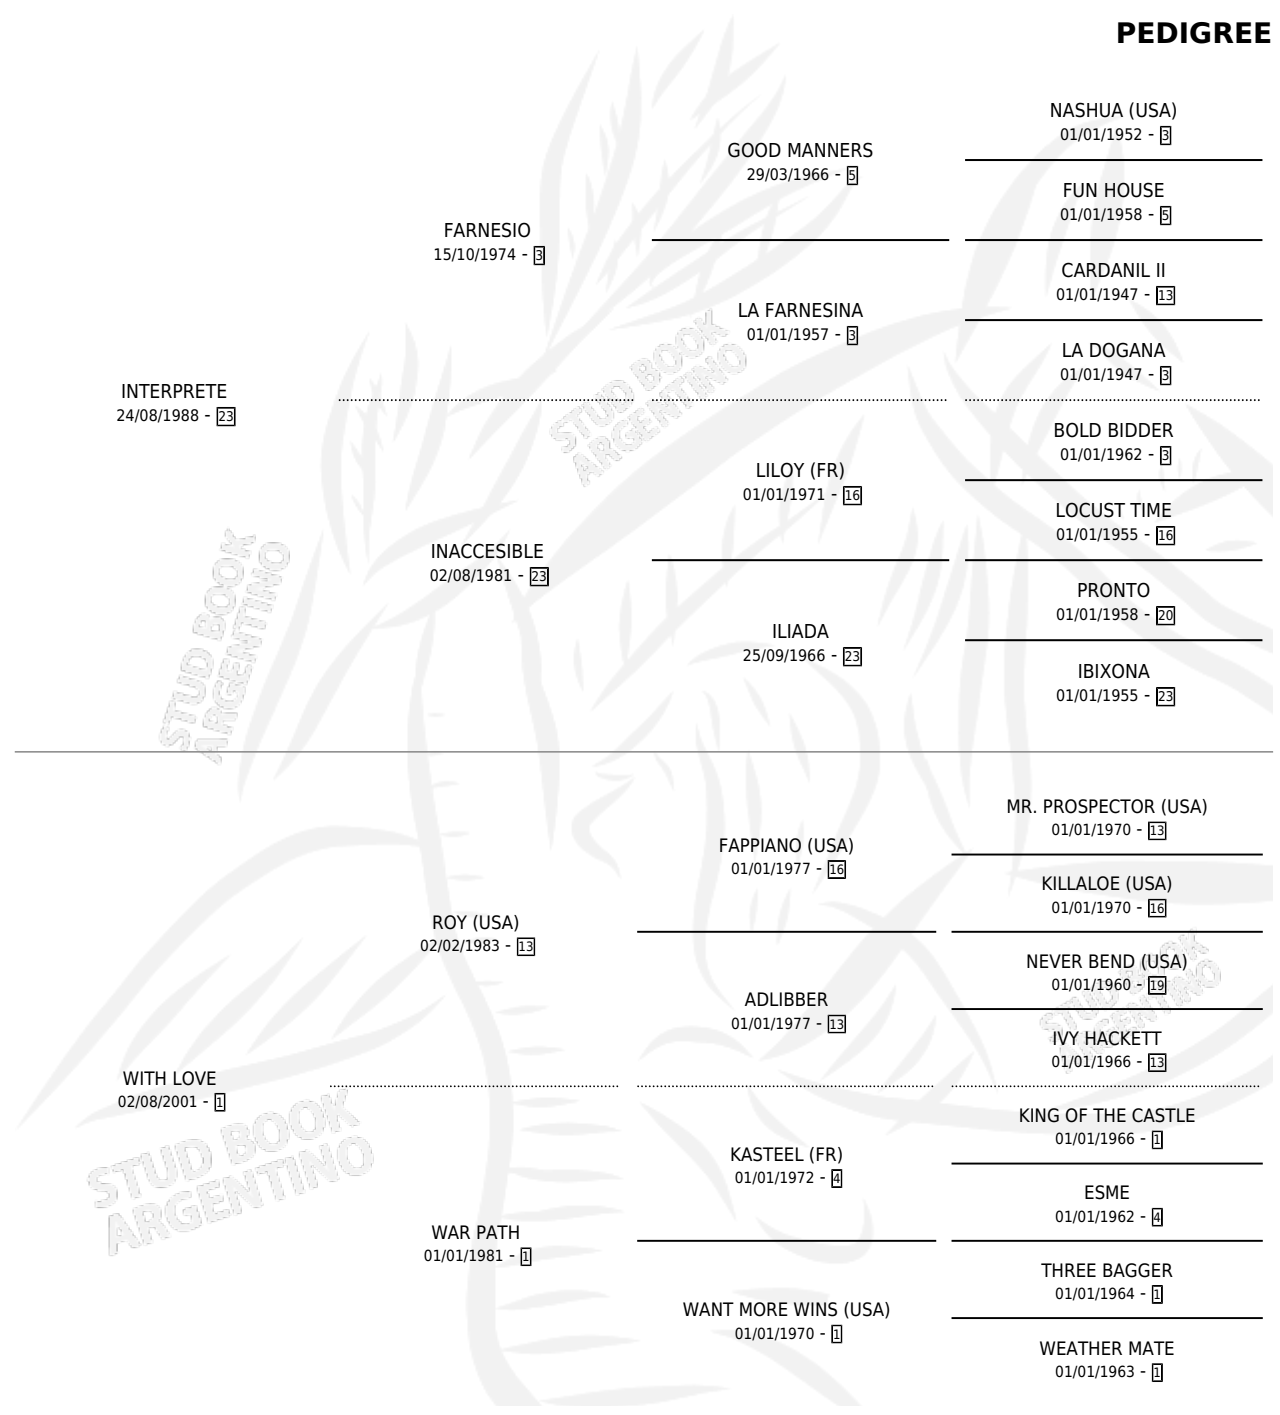 PEDIGREE
NASHUA (USA)
01/01/1952 - 3
GOOD MANNERS
29/03/1966 - 5
FUN HOUSE
01/01/1958 - 5
FARNESIO
15/10/1974 - 3
CARDANIL II
01/01/1947 - 13
LA FARNESINA
01/01/1957 - 3
LA DOGANA
01/01/1947 - 3
INTERPRETE
24/08/1988 - 23
BOLD BIDDER
01/01/1962 - 3
LILOY (FR)
01/01/1971 - 16
LOCUST TIME
01/01/1955 - 16
INACCESIBLE
02/08/1981 - 23
PRONTO
01/01/1958 - 20
ILIADA
25/09/1966 - 23
IBIXONA
01/01/1955 - 23
MR. PROSPECTOR (USA)
01/01/1970 - 13
FAPPIANO (USA)
01/01/1977 - 16
KILLALOE (USA)
01/01/1970 - 16
ROY (USA)
02/02/1983 - 13
NEVER BEND (USA)
01/01/1960 - 19
ADLIBBER
01/01/1977 - 13
IVY HACKETT
01/01/1966 - 13
WITH LOVE
02/08/2001 - 1
KING OF THE CASTLE
01/01/1966 - 1
KASTEEL (FR)
01/01/1972 - 4
ESME
01/01/1962 - 4
WAR PATH
01/01/1981 - 1
THREE BAGGER
01/01/1964 - 1
WANT MORE WINS (USA)
01/01/1970 - 1
WEATHER MATE
01/01/1963 - 1
STUD BOOK
ARGENTINO
STUD BOOK
ARGENTINO
STUD BOOK
ARGENTINO
STUD BOOK
ARGENTINO